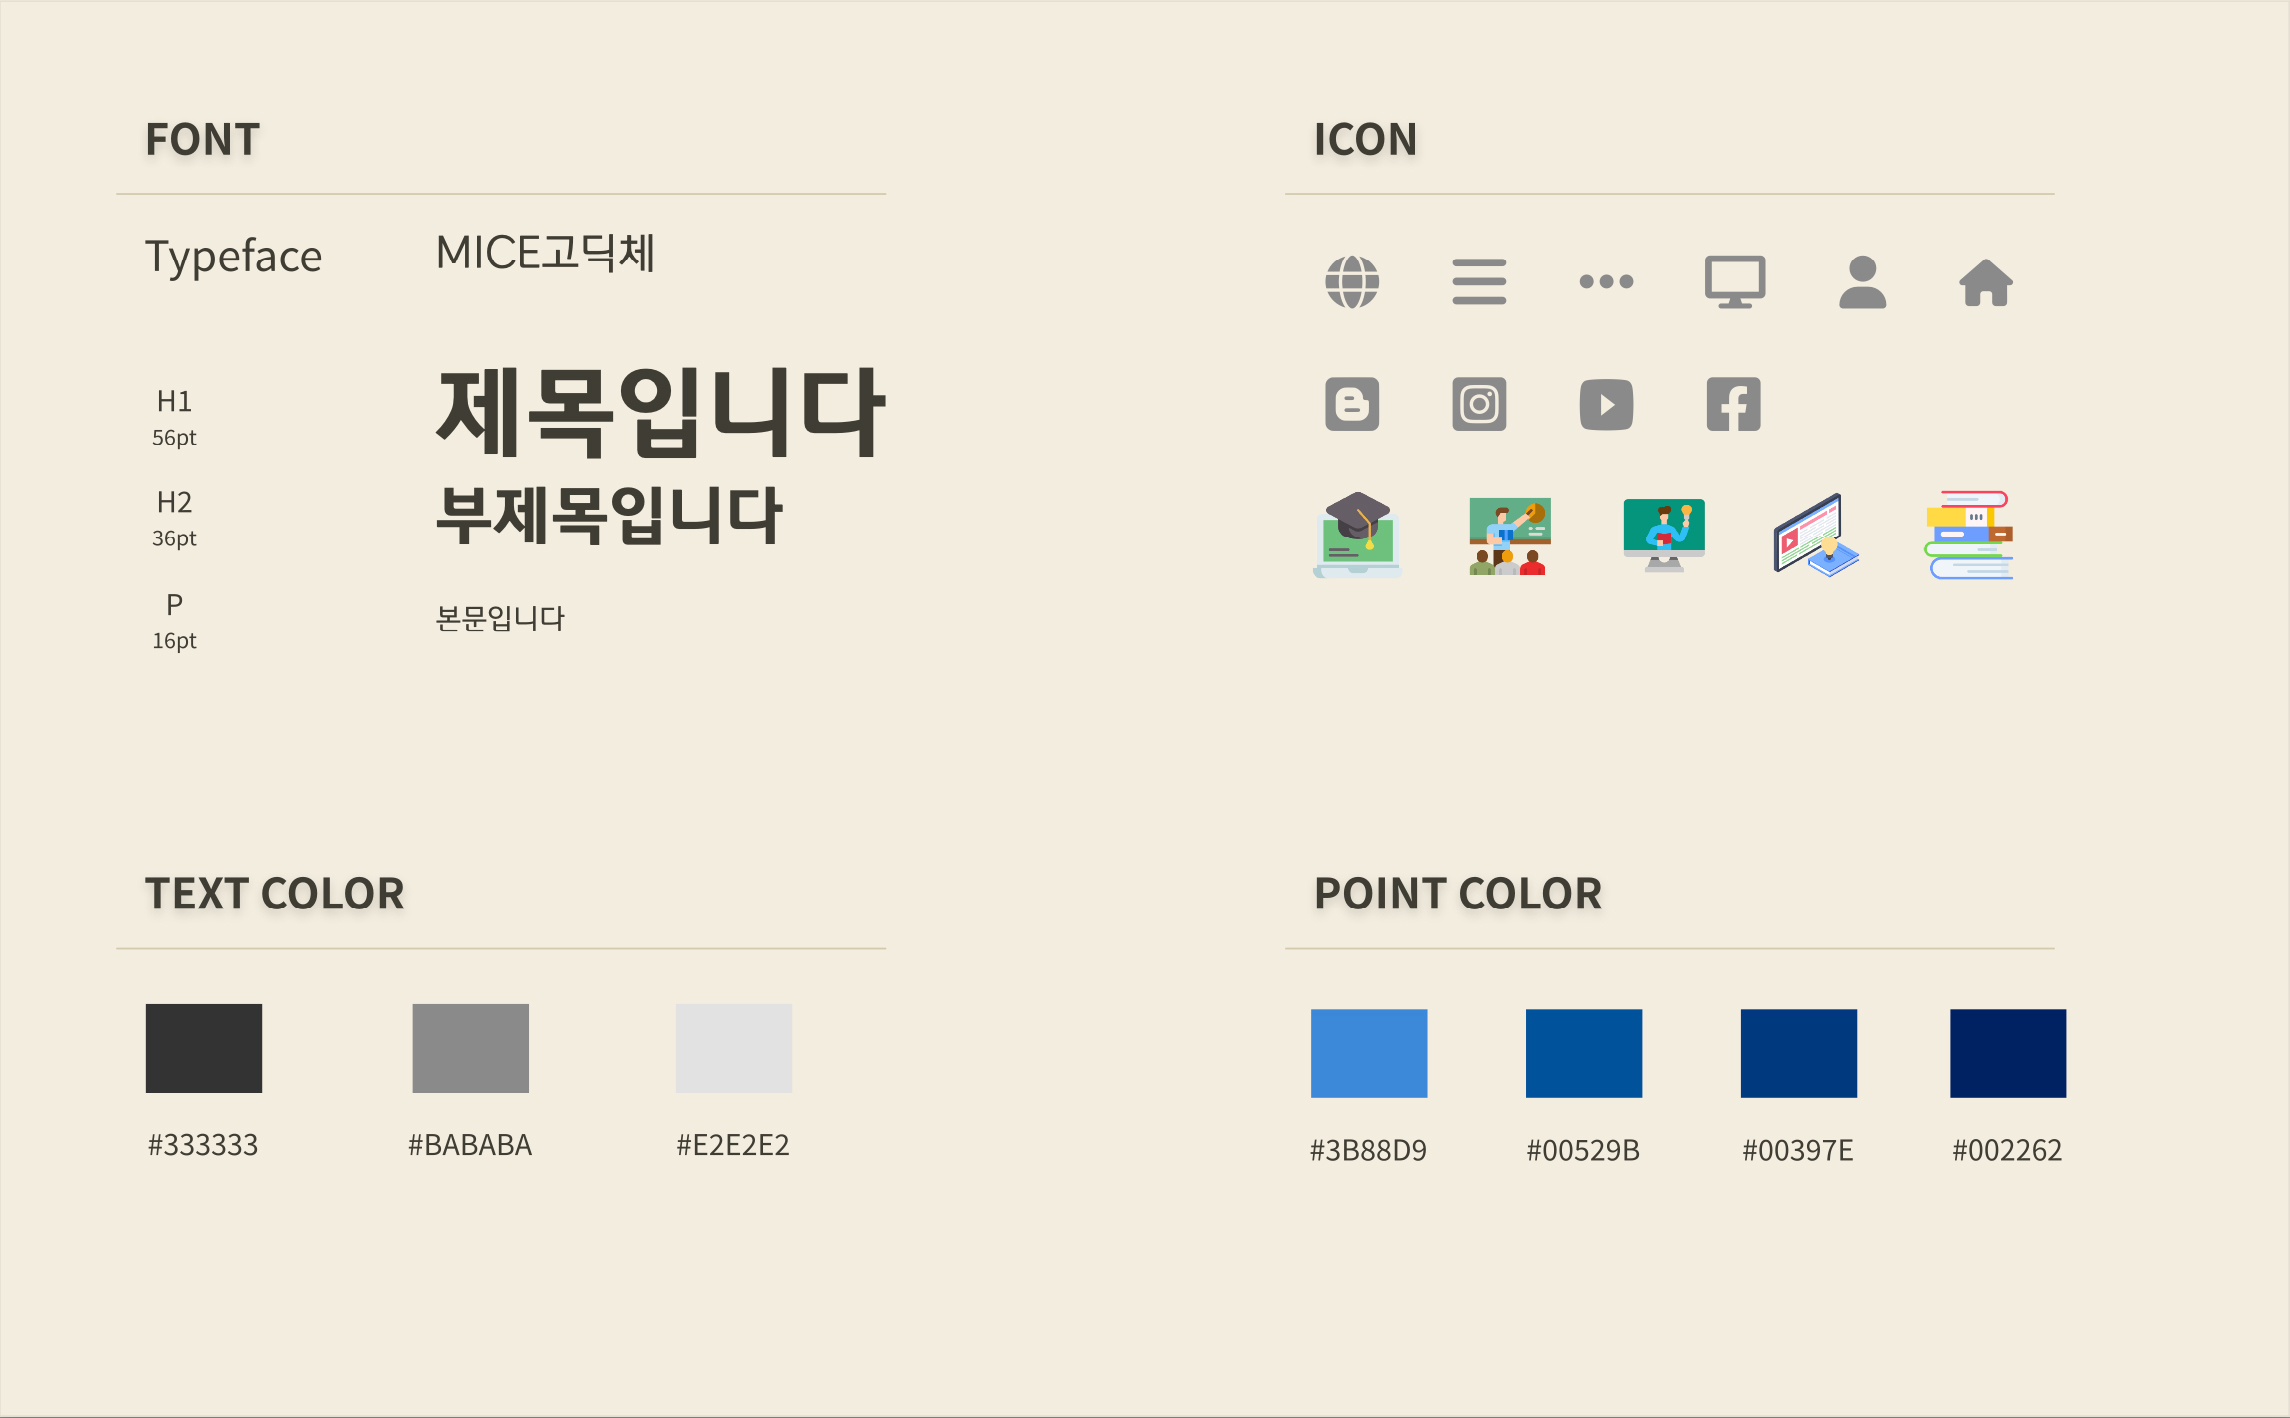 FONT
Typeface
MICE고딕체
H1
56pt
제목입니다
H2
36pt
부제목입니다
P
16pt
본문입니다
ICON
TEXT COLOR
#333333
#BABABA
#E2E2E2
POINT COLOR
#3B88D9
#00529B
#00397E
#002262